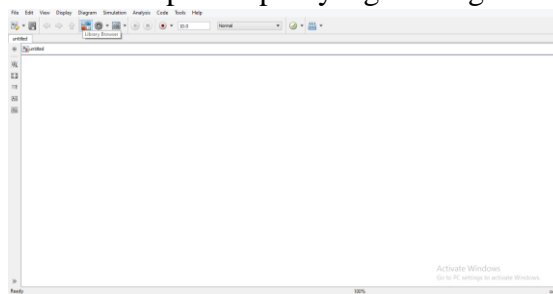 File Edit View Display Diagram Simulation Analysis Code Tools Help
10.0 Normal
Library Browser
untitled
untitled
Activate Windows
Go to PC settings to activate Windows.
Ready 100%